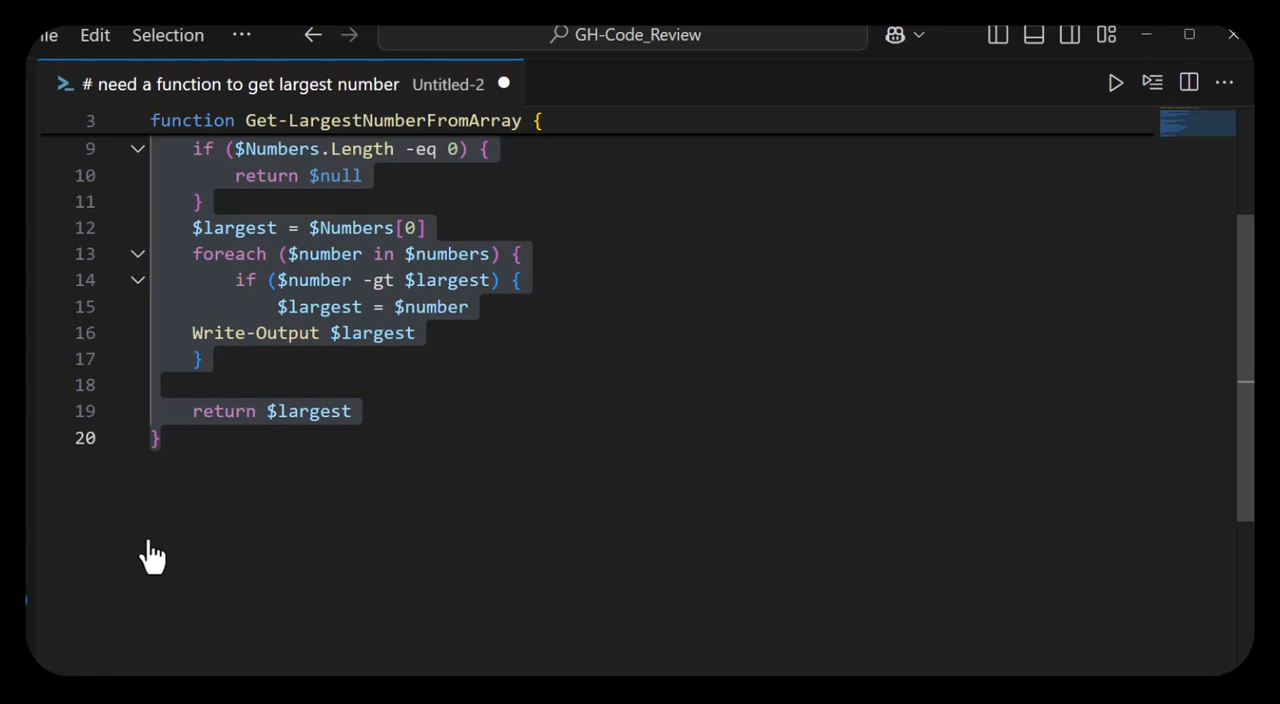 Edit Selection ... GH-Code_Review
# need a function to get largest number Untitled-2
3 function Get-LargestNumberFromArray {
9 if ($Numbers.Length -eq 0) {
10 return $null
11 }
12 $largest = $Numbers[0]
13 foreach ($number in $numbers) {
14 if ($number -gt $largest) {
15 $largest = $number
16 Write-Output $largest
17 }
18
19 return $largest
20 }